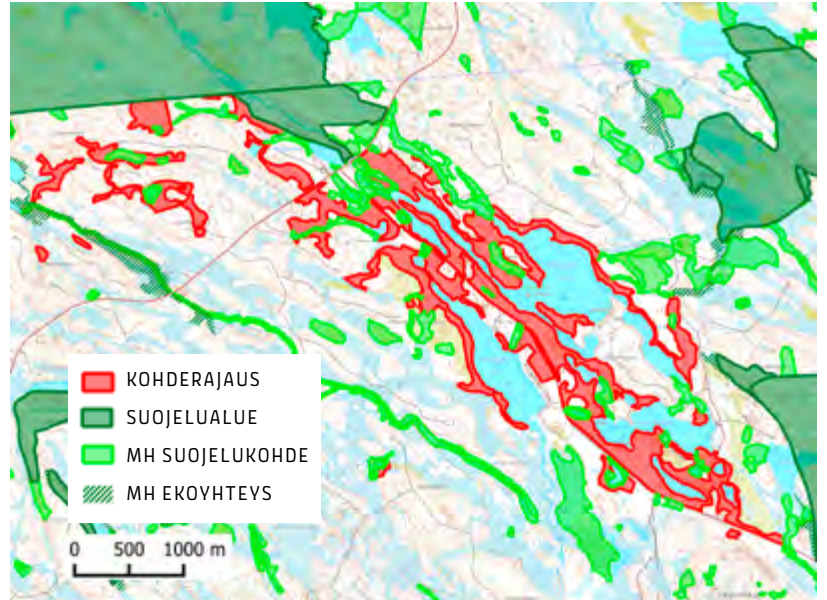 KOHDERAJAUS
SUOJELUALUE
MH SUOJELUKOHDE
MH EKOYHTEYS
0 500 1000 m